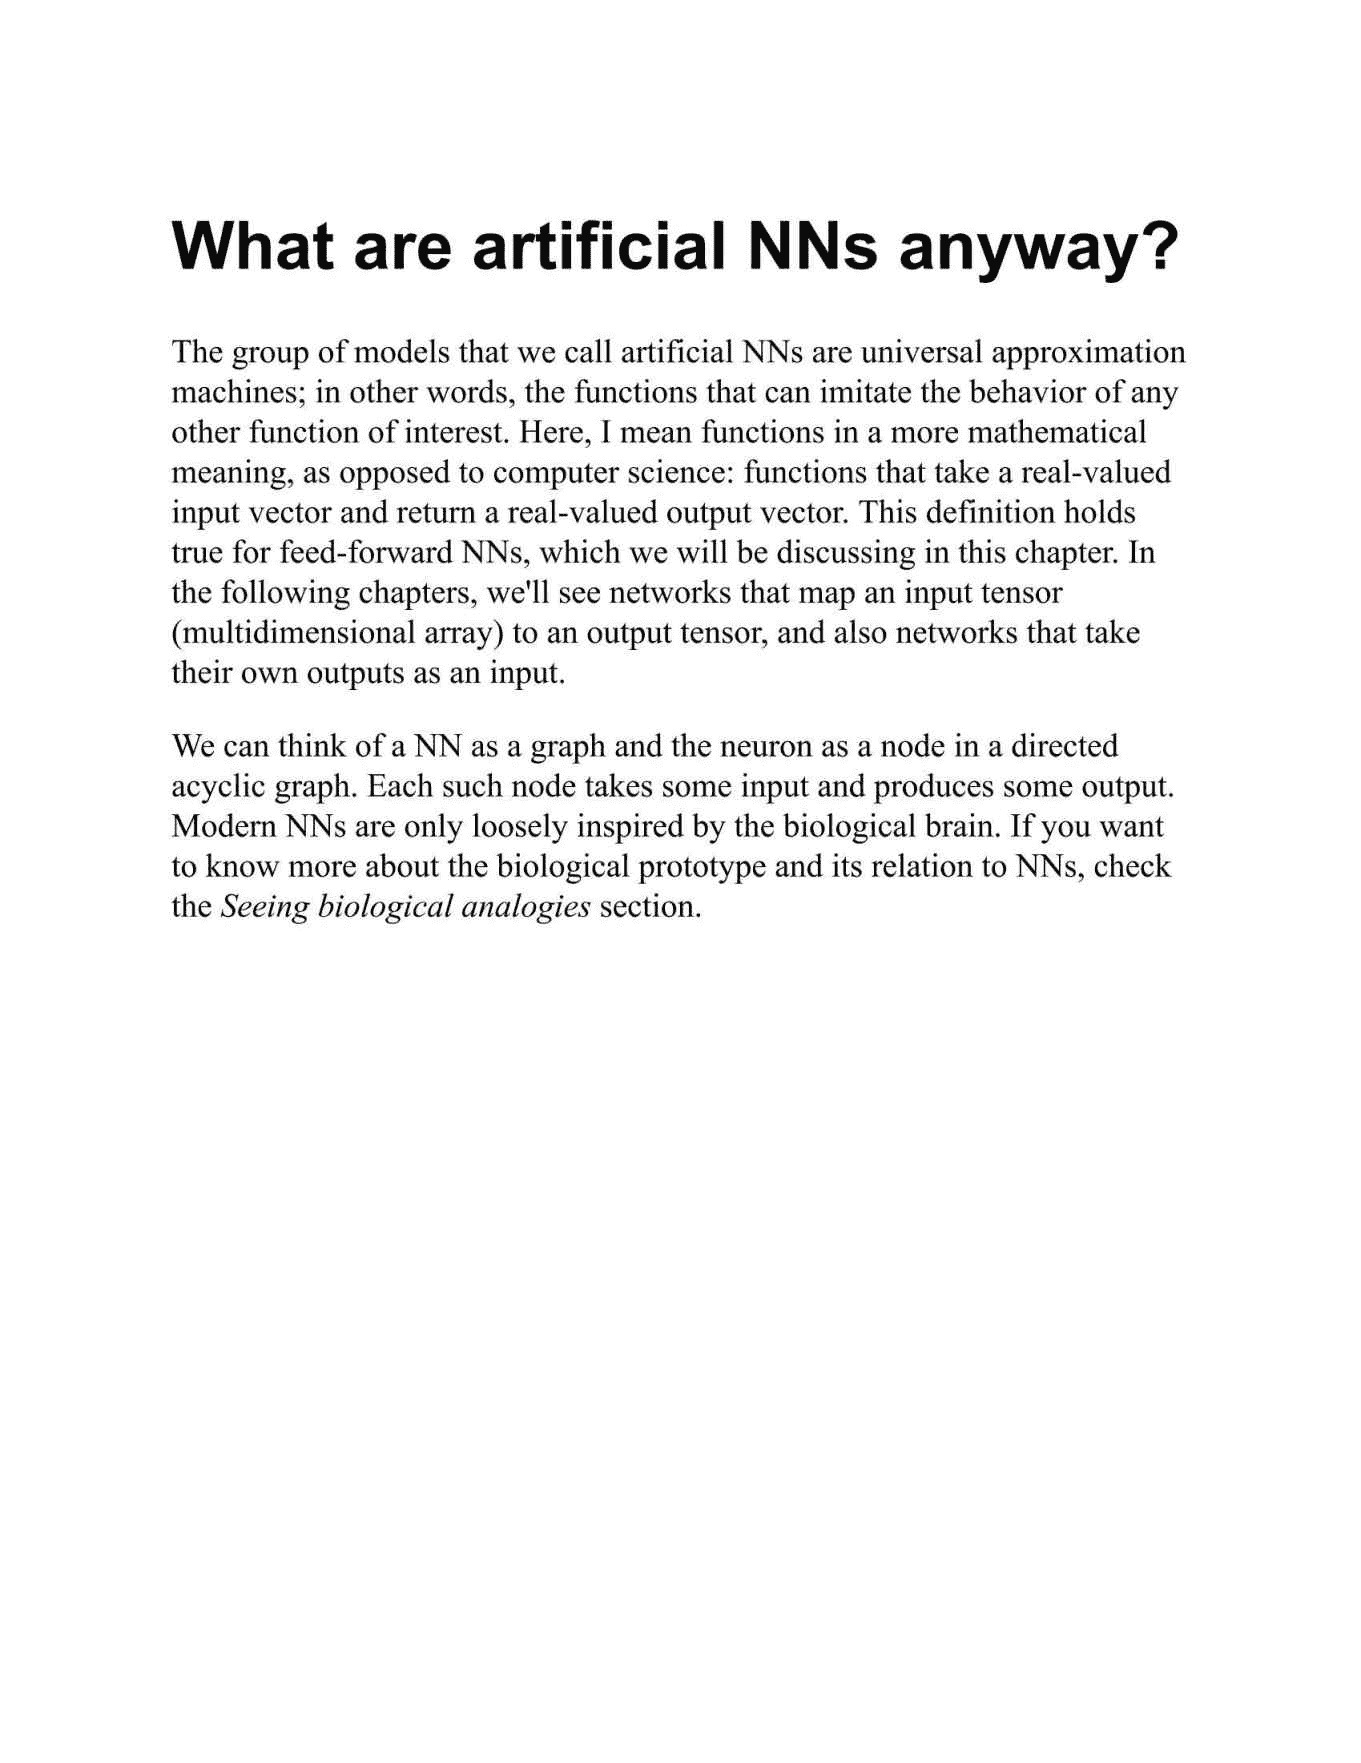 What are artificial NNs anyway?
The group of models that we call artificial NNs are universal approximation
machines; in other words, the functions that can imitate the behavior of any
other function of interest. Here, I mean functions in a more mathematical
meaning, as opposed to computer science: functions that take a real-valued
input vector and return a real-valued output vector. This definition holds
true for feed-forward NNs, which we will be discussing in this chapter. In
the following chapters, we'll see networks that map an input tensor
(multidimensional array) to an output tensor, and also networks that take
their own outputs as an input.
We can think of a NN as a graph and the neuron as a node in a directed
acyclic graph. Each such node takes some input and produces some output.
Modern NNs are only loosely inspired by the biological brain. If you want
to know more about the biological prototype and its relation to NNs, check
the Seeing biological analogies section.